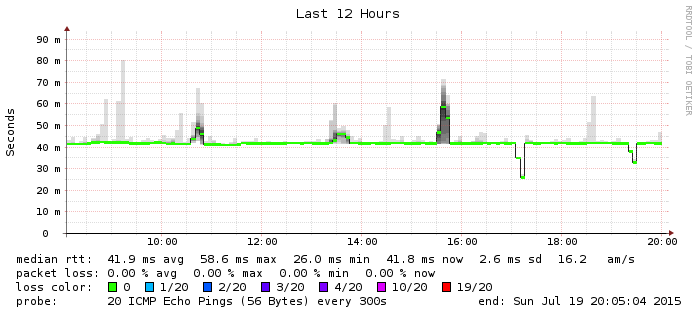 Last 12 Hours
RRDTOOL / TOBI OETIKER
Seconds
90 m
80 m
70 m
60 m
50 m
40 m
30 m
20 m
10 m
0
10:00 12:00 14:00 16:00 18:00 20:00
median rtt: 41.9 ms avg 58.6 ms max 26.0 ms min 41.8 ms now 2.6 ms sd 16.2 am/s
packet loss: 0.00 % avg 0.00 % max 0.00 % min 0.00 % now
loss color: 0 1/20 2/20 3/20 4/20 10/20 19/20
probe: 20 ICMP Echo Pings (56 Bytes) every 300s end: Sun Jul 19 20:05:04 2015